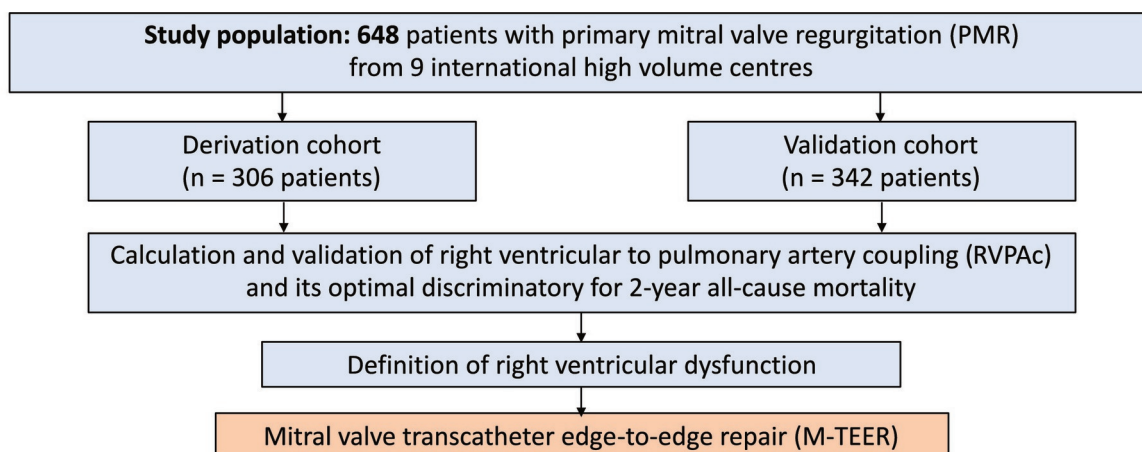 Study population: 648 patients with primary mitral valve regurgitation (PMR)
from 9 international high volume centres
Derivation cohort
(n = 306 patients)
Validation cohort
(n = 342 patients)
Calculation and validation of right ventricular to pulmonary artery coupling (RVPAc)
and its optimal discriminatory for 2-year all-cause mortality
Definition of right ventricular dysfunction
Mitral valve transcatheter edge-to-edge repair (M-TEER)